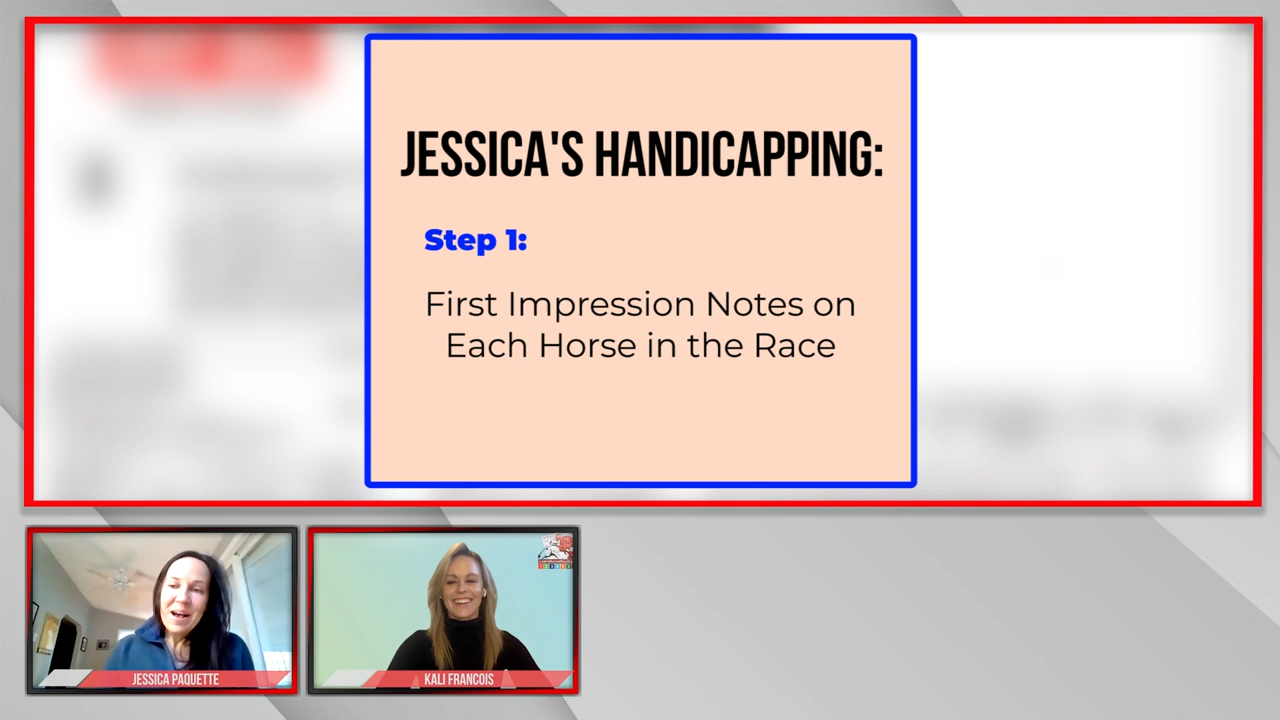 JESSICA'S HANDICAPPING:
Step 1:
First Impression Notes on
Each Horse in the Race
JESSICA PAQUETTE
KALI FRANCOIS